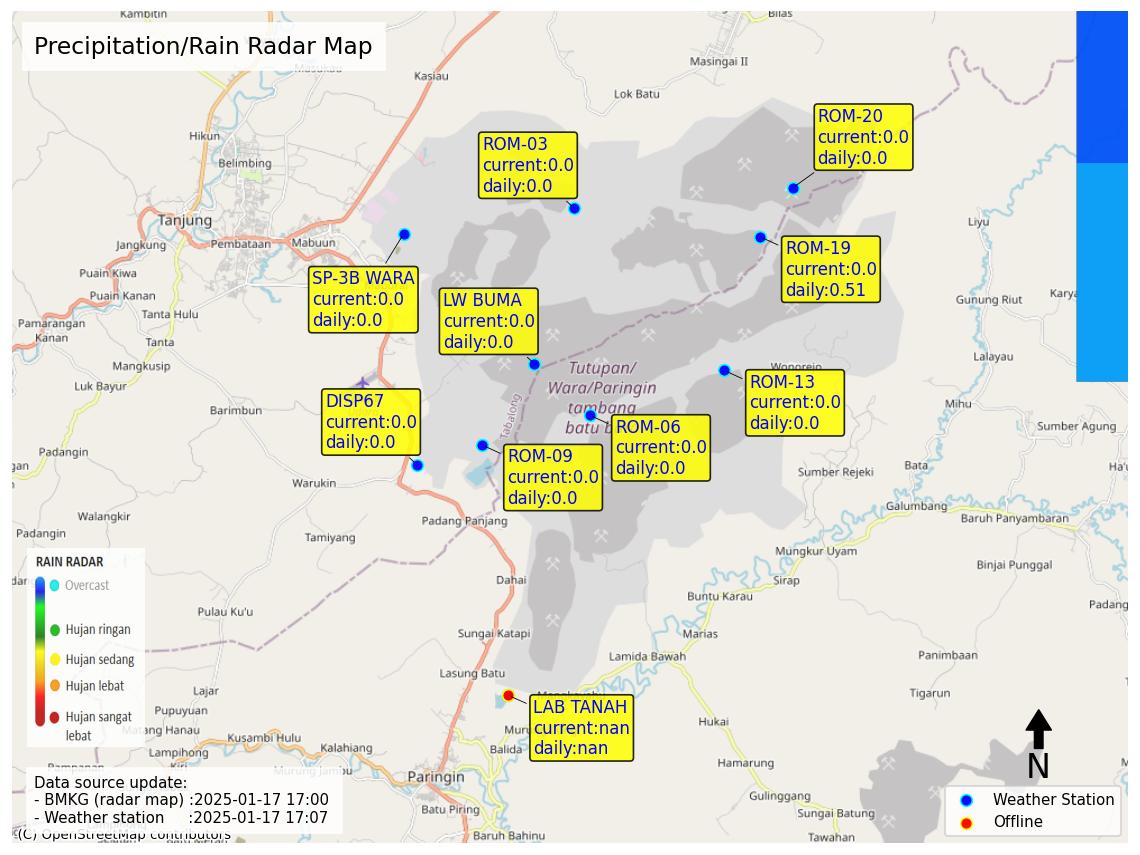 Kambitin
Bilas
Precipitation/Rain Radar Map
Masukau
Kasiau
Masingai II
Lok Batu
Hikun
Belimbing
ROM-03
current:0.0
daily:0.0
ROM-20
current:0.0
daily:0.0
Tanjung
Jangkung
Pembataan
Mabuun
Liyu
Puain Kiwa
Puain Kanan
SP-3B WARA
current:0.0
daily:0.0
LW BUMA
current:0.0
daily:0.0
ROM-19
current:0.0
daily:0.51
Gunung Riut
Karya
Pamarangan
Kanan
Tanta Hulu
Tanta
Mangkusip
Luk Bayur
Lalayau
Wonorejo
Tutupan/
Wara/Paringin
tambang
batu b
Tabalong
ROM-13
current:0.0
daily:0.0
Mihu
Barimbun
DISP67
current:0.0
daily:0.0
ROM-06
current:0.0
daily:0.0
Sumber Agung
Padangin
gan
ROM-09
current:0.0
daily:0.0
Sumber Rejeki
Bata
Warukin
Galumbang
Baruh Panyambaran
Walangkir
Padangin
Padang Panjang
Tamiyang
Mungkur Uyam
Binjai Punggal
RAIN RADAR
Overcast
Hujan ringan
Hujan sedang
Hujan lebat
Hujan sangat
lebat
Dahai
Sirap
Buntu Karau
Padang
Pulau Ku'u
Sungai Katapi
Marias
Lamida Bawah
Panimbaan
Lasung Batu
Tigarun
Lajar
Pupuyuan
Matang Hanau
Kusambi Hulu
Lampihong
Kalahiang
LAB TANAH
current:nan
daily:nan
Muru
Balida
Hukai
Hamarung
Paringin
Murung Jambu
Gulinggang
Batu Piring
Sungai Batung
Baruh Bahinu
Tawahan
N
Weather Station
Offline
Data source update:
- BMKG (radar map) :2025-01-17 17:00
- Weather station :2025-01-17 17:07
(C) OpenStreetMap contributors